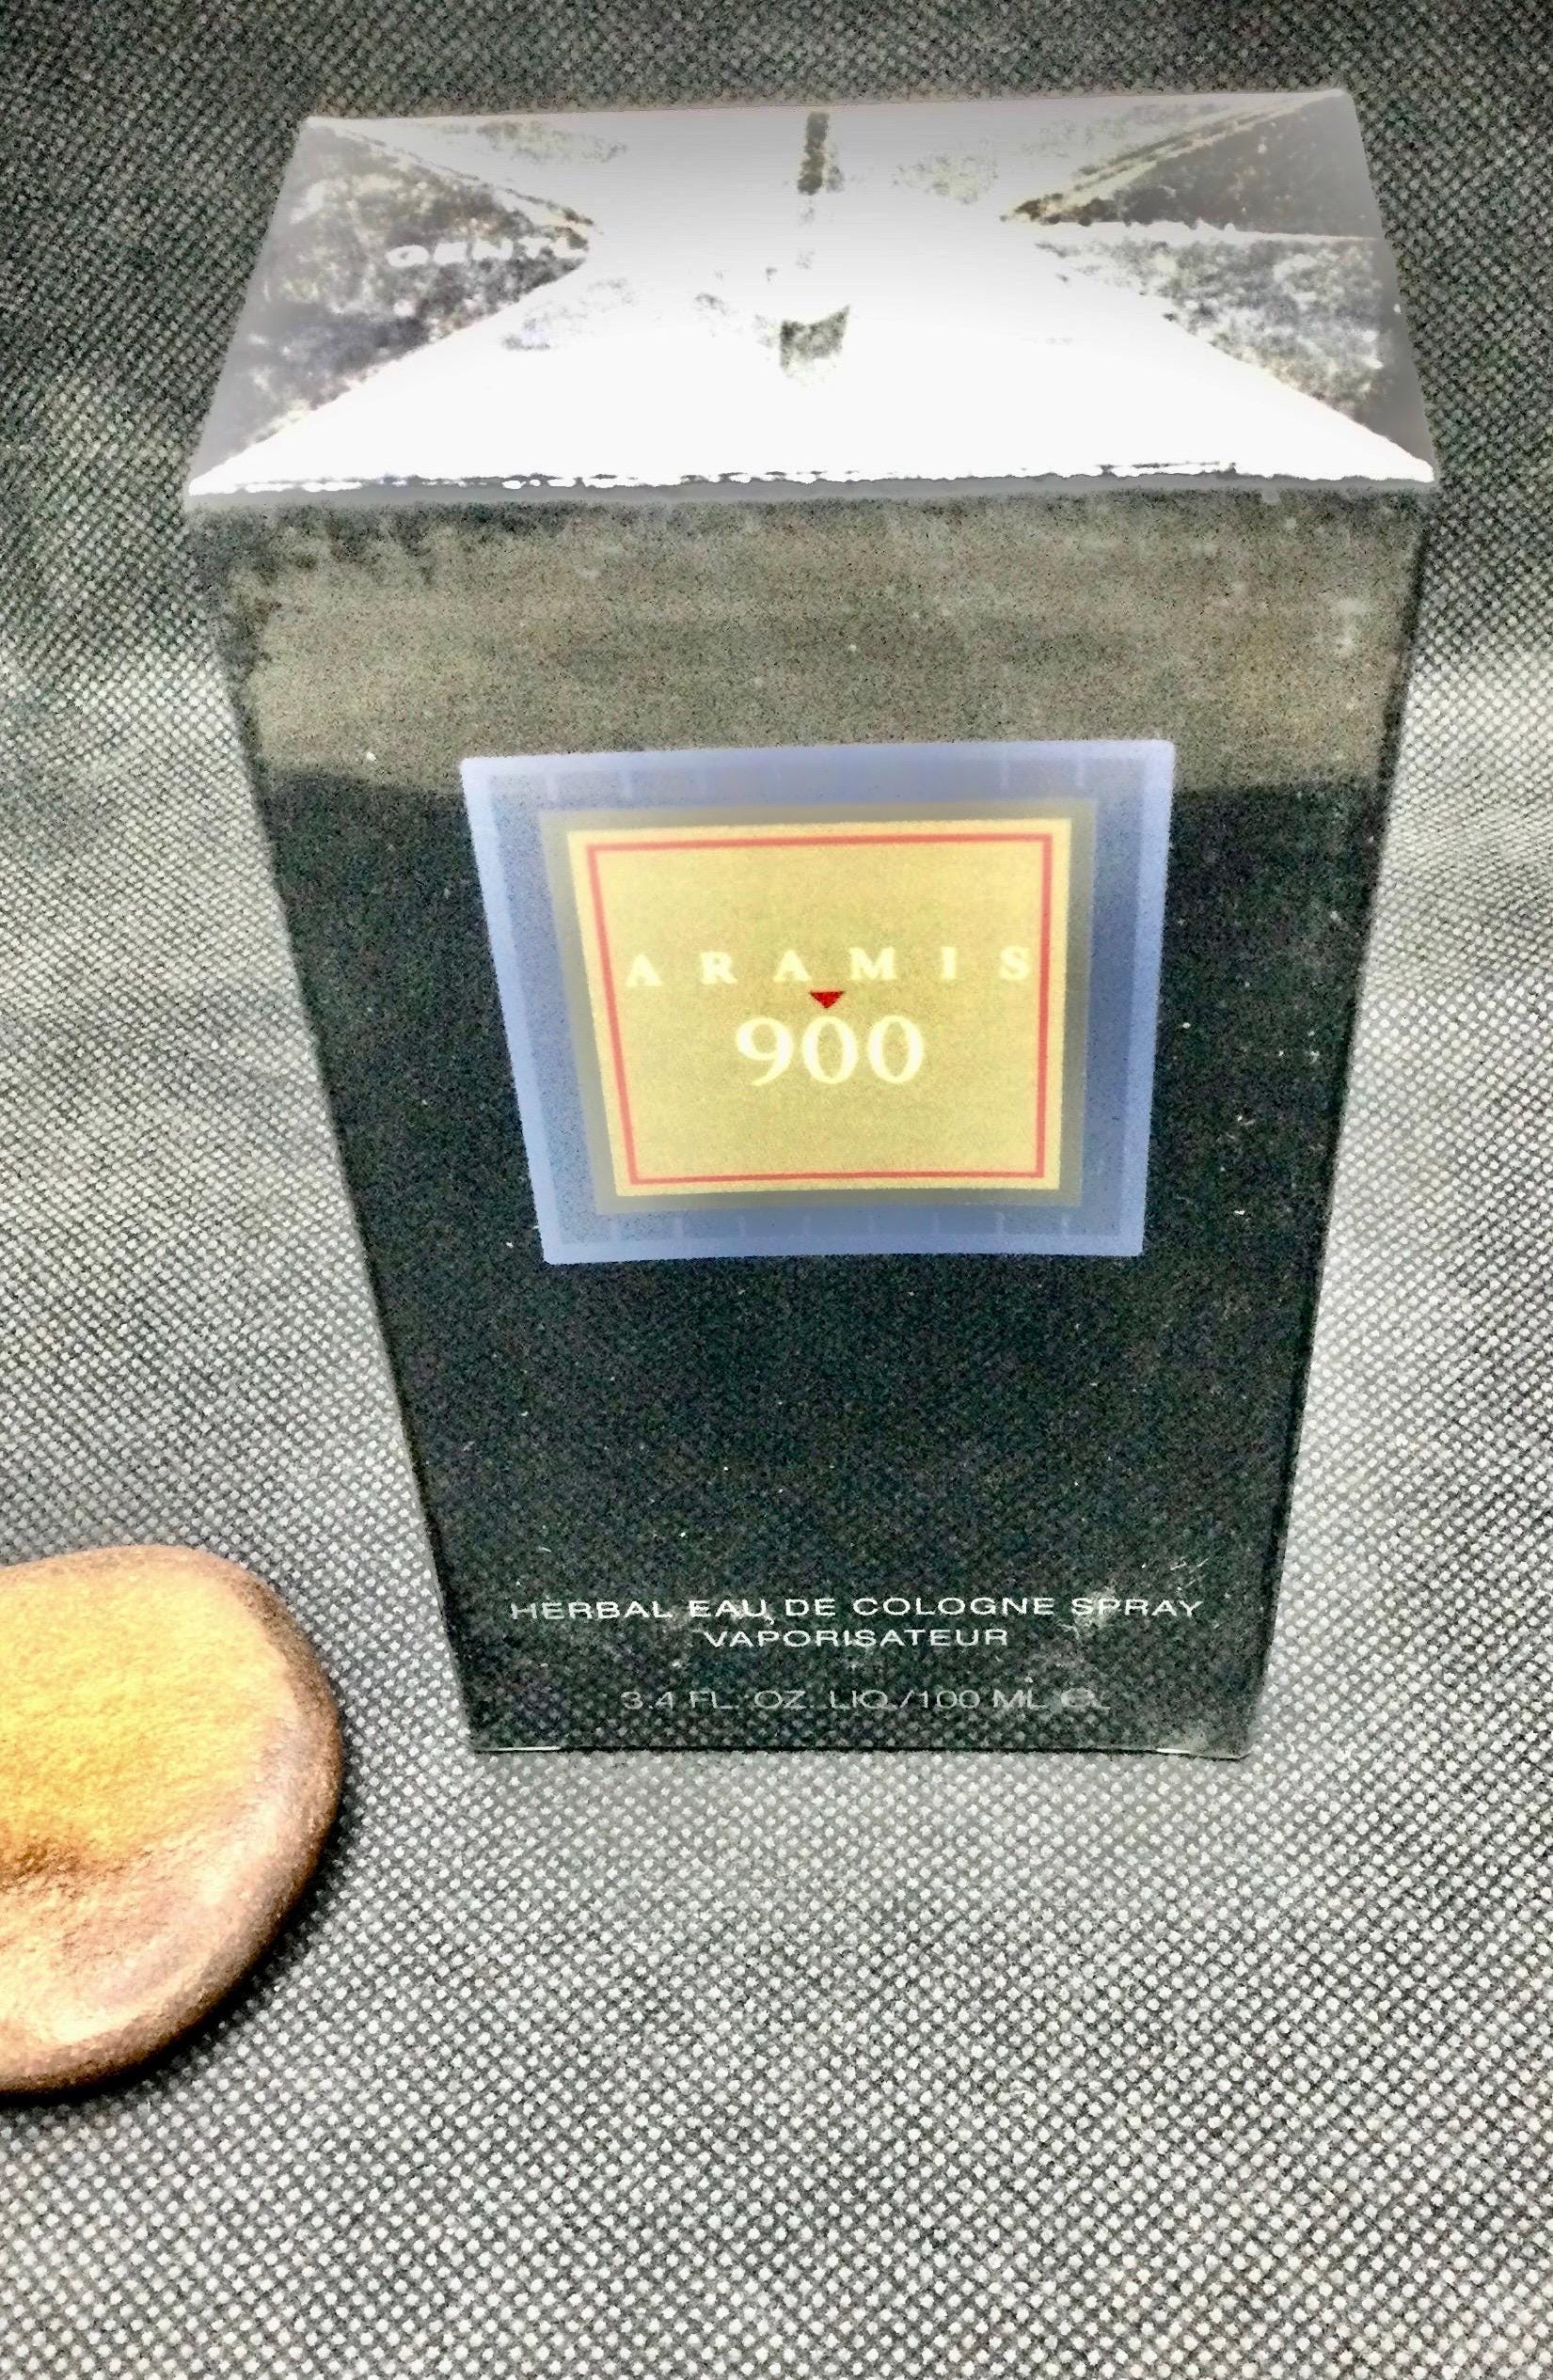 ARAMIS
900
HERBAL EAU DE COLOGNE SPRAY
VAPORISATEUR
3.4 FL. OZ. LIQ./100 ML